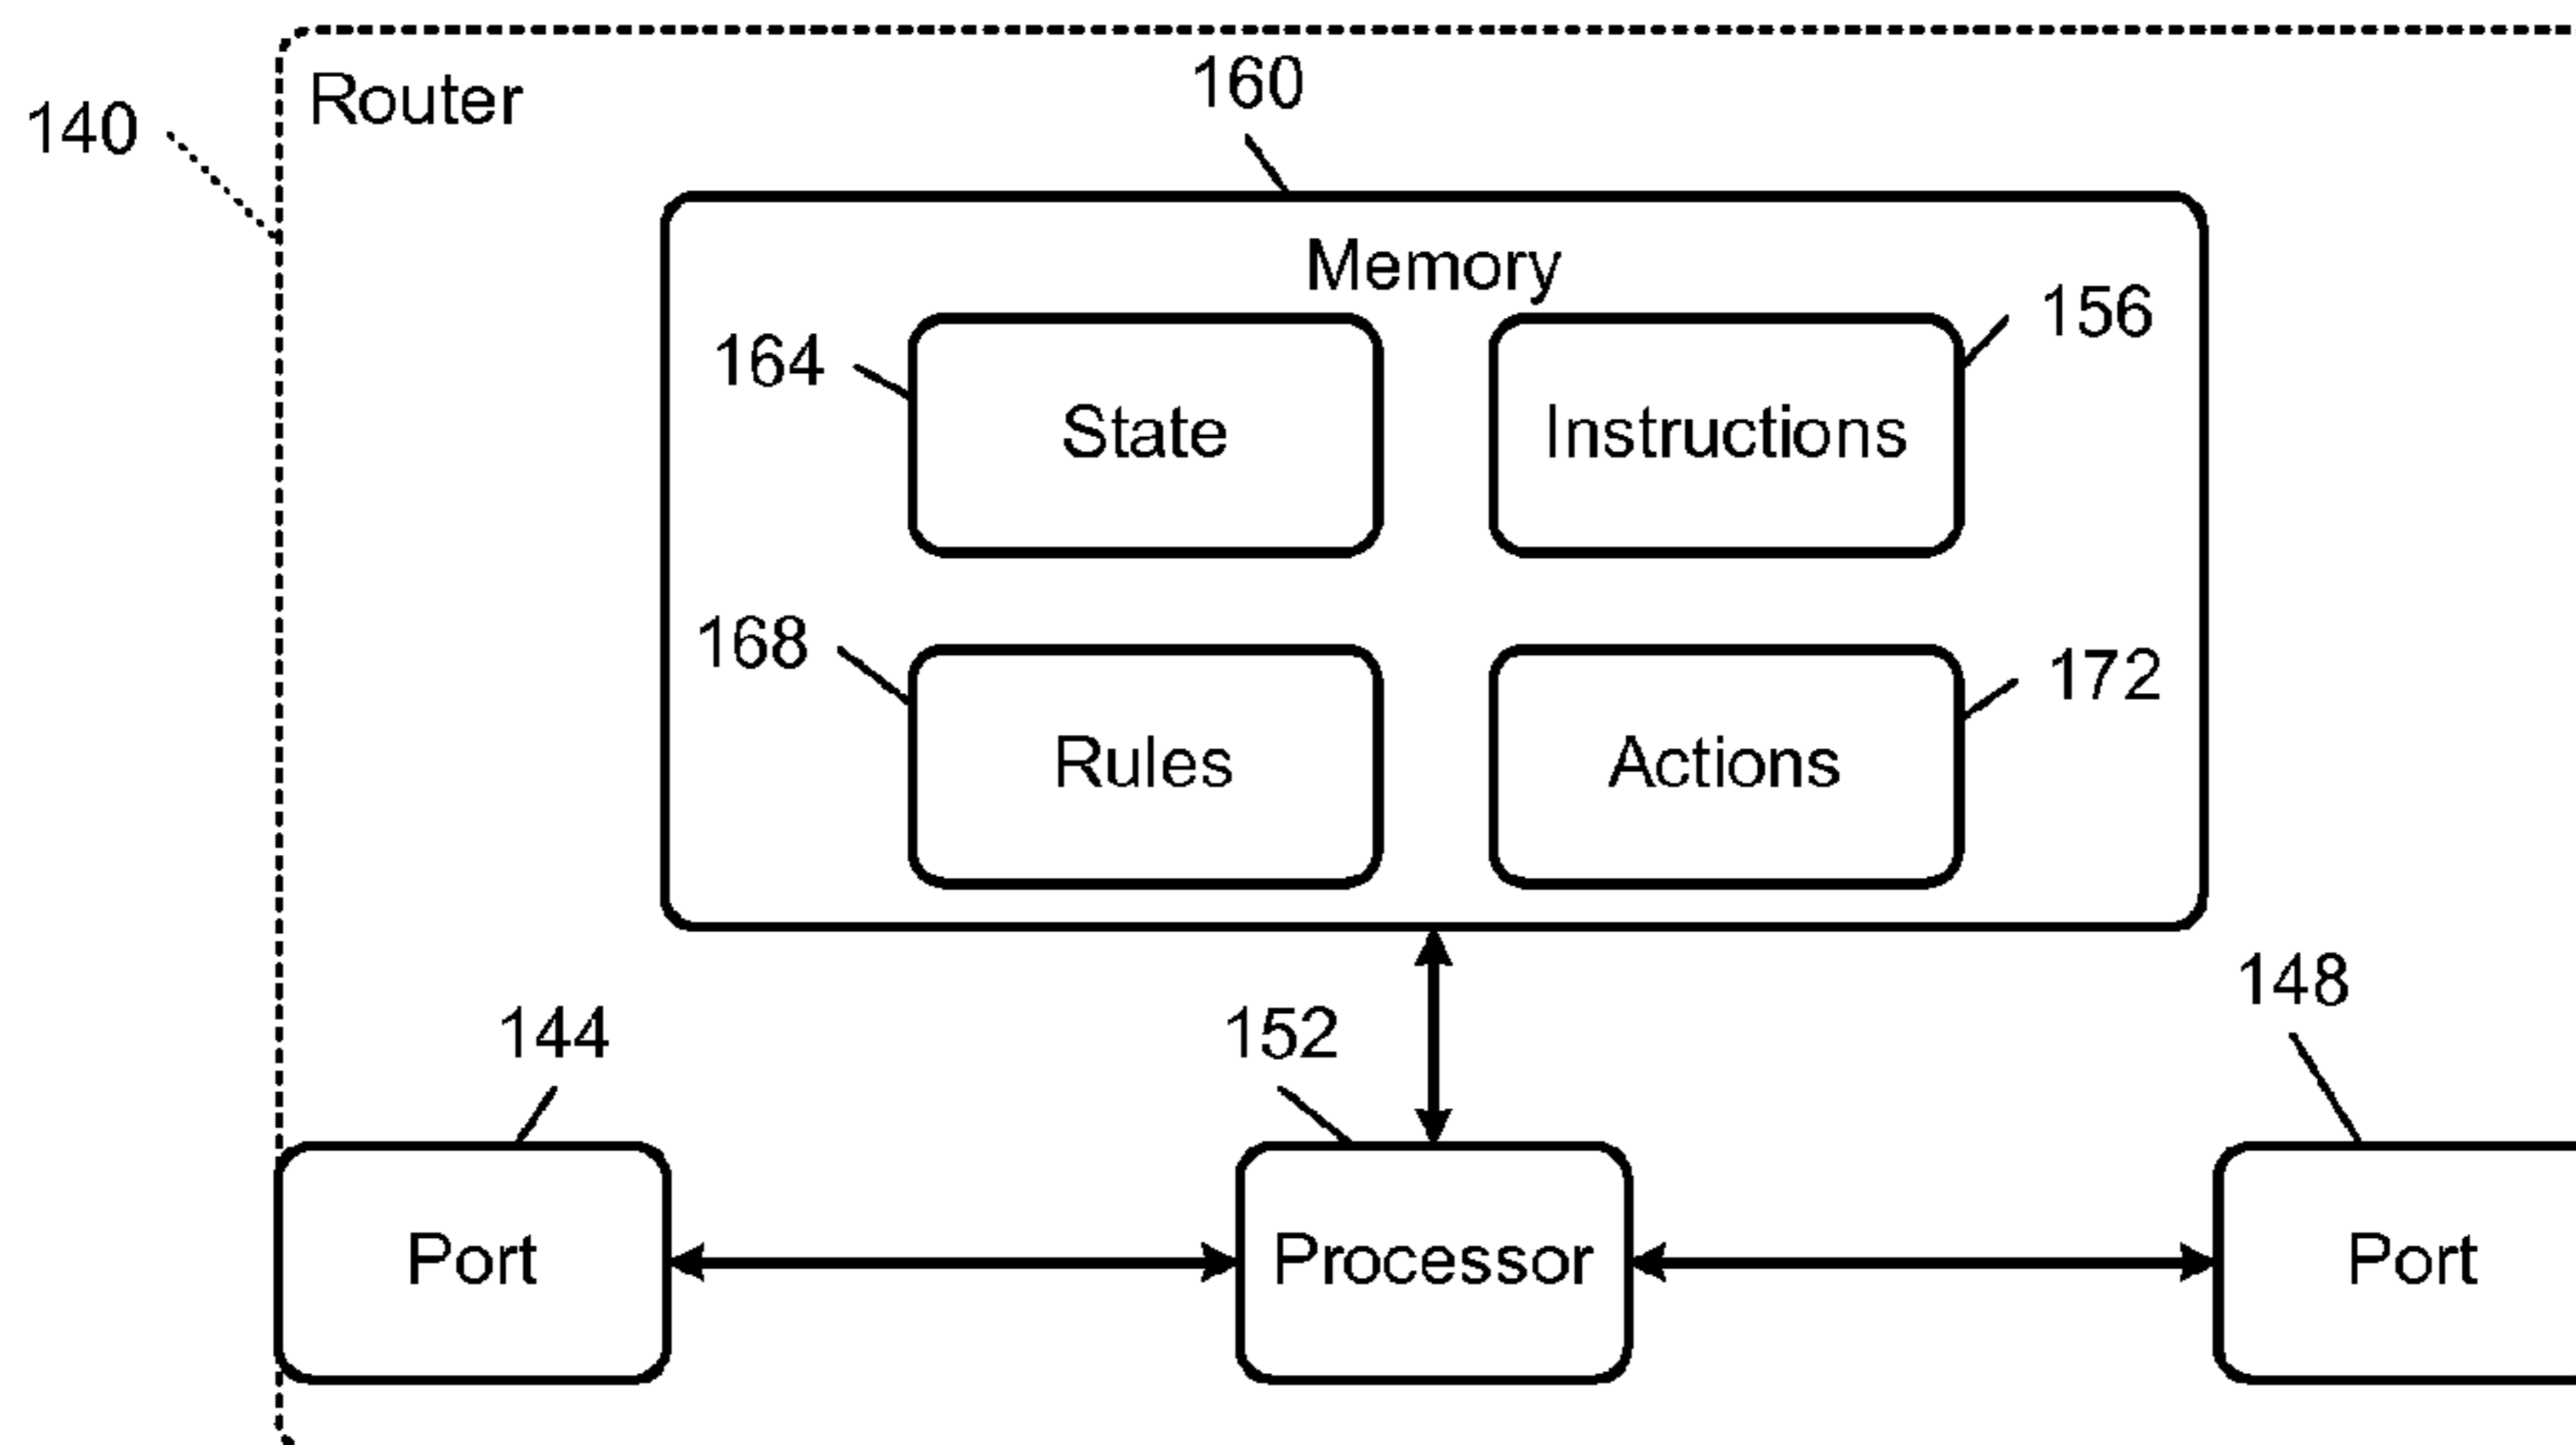 140
Router
160
Memory
164
156
State
Instructions
168
172
Rules
Actions
144
152
148
Port
Processor
Port